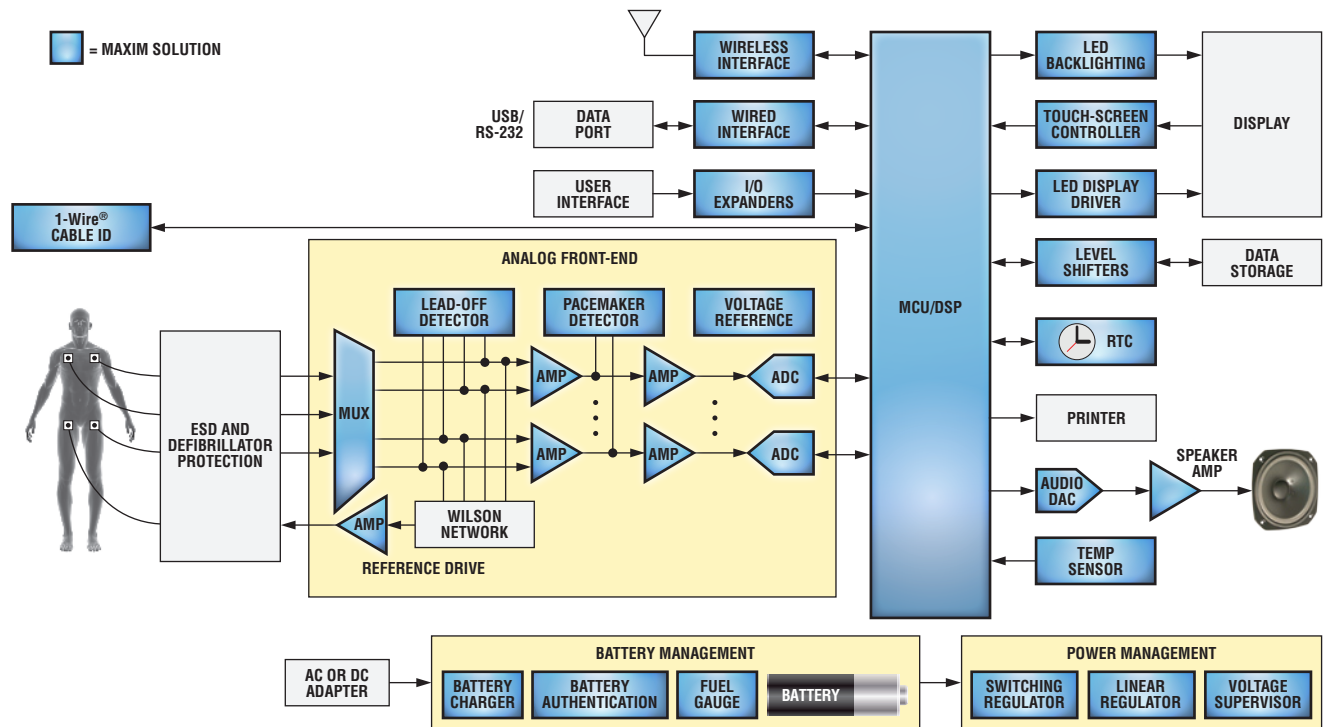 = MAXIM SOLUTION
WIRELESS
INTERFACE
USB/
RS-232
DATA
PORT
WIRED
INTERFACE
USER
INTERFACE
I/O
EXPANDERS
1-Wire®
CABLE ID
MCU/DSP
LED
BACKLIGHTING
TOUCH-SCREEN
CONTROLLER
LED DISPLAY
DRIVER
DISPLAY
LEVEL
SHIFTERS
DATA
STORAGE
RTC
PRINTER
AUDIO
DAC
SPEAKER
AMP
TEMP
SENSOR
ANALOG FRONT-END
LEAD-OFF
DETECTOR
PACEMAKER
DETECTOR
VOLTAGE
REFERENCE
ESD AND
DEFIBRILLATOR
PROTECTION
MUX
AMP
AMP
ADC
AMP
AMP
ADC
AMP
WILSON
NETWORK
REFERENCE DRIVE
AC OR DC
ADAPTER
BATTERY MANAGEMENT
BATTERY
CHARGER
BATTERY
AUTHENTICATION
FUEL
GAUGE
BATTERY
POWER MANAGEMENT
SWITCHING
REGULATOR
LINEAR
REGULATOR
VOLTAGE
SUPERVISOR